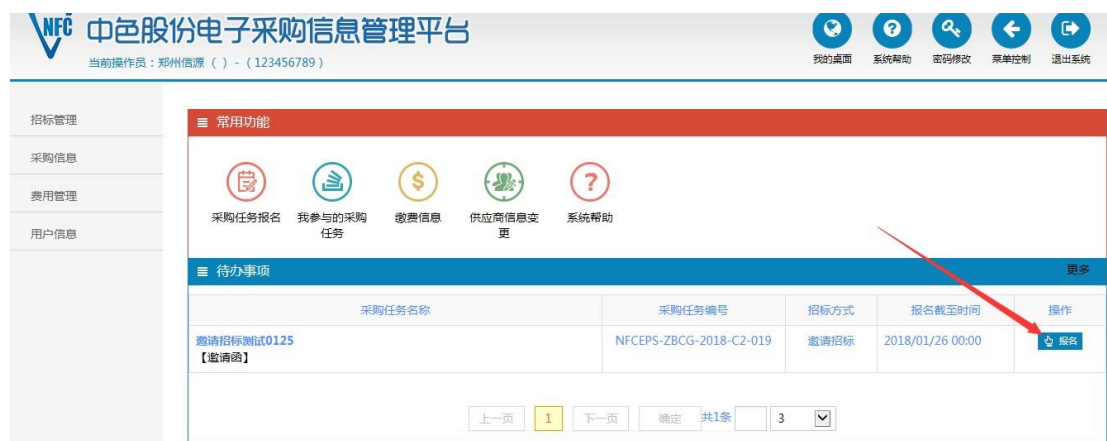 NFC 中色股份电子采购信息管理平台
当前操作员：郑州信源 ( ) - ( 123456789 )
我的桌面 系统帮助 密码修改 菜单控制 退出系统
招标管理
采购信息
费用管理
用户信息
常用功能
采购任务报名 我参与的采购任务 缴费信息 供应商信息变更 系统帮助
待办事项 更多
采购任务名称 采购任务编号 招标方式 报名截至时间 操作
邀请招标测试0125 NFCEPS-ZBCG-2018-C2-019 邀请招标 2018/01/26 00:00 报名
【邀请函】
上一页 1 下一页 确定 共1条 3